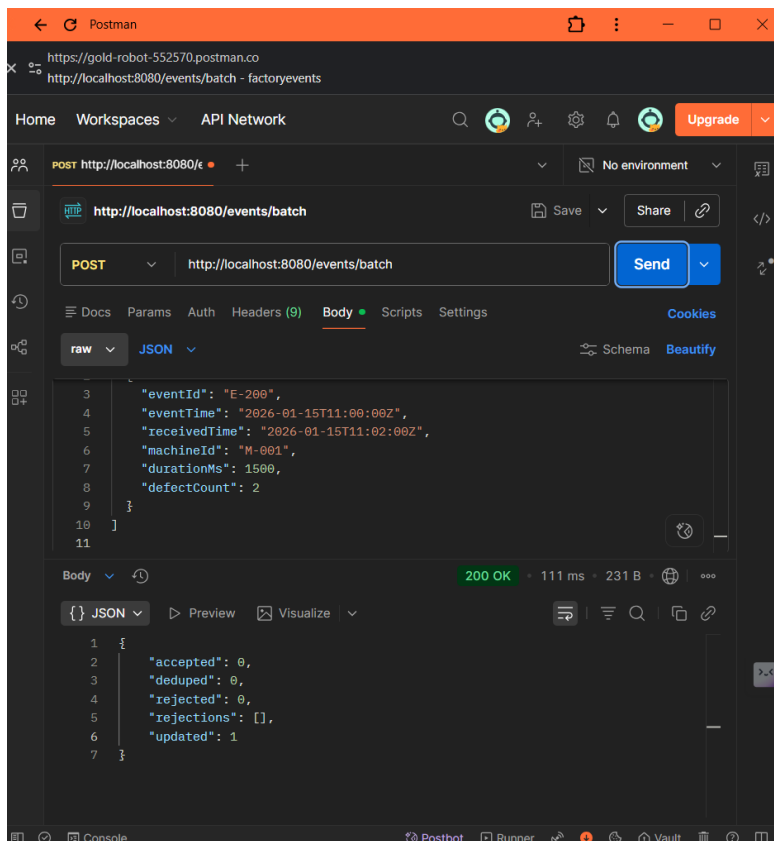 Postman
https://gold-robot-552570.postman.co
http://localhost:8080/events/batch - factoryevents
Home Workspaces API Network Upgrade
POST http://localhost:8080/e No environment
HTTP http://localhost:8080/events/batch Save Share
POST http://localhost:8080/events/batch Send
Docs Params Auth Headers (9) Body Scripts Settings Cookies
raw JSON Schema Beautify
3 "eventId": "E-200",
4 "eventTime": "2026-01-15T11:00:00Z",
5 "receivedTime": "2026-01-15T11:02:00Z",
6 "machineId": "M-001",
7 "durationMs": 1500,
8 "defectCount": 2
9 }
10 ]
11
Body 200 OK • 111 ms • 231 B
{} JSON Preview Visualize
1 {
2 "accepted": 0,
3 "deduped": 0,
4 "rejected": 0,
5 "rejections": [],
6 "updated": 1
7 }
Console Postbot Runner Vault